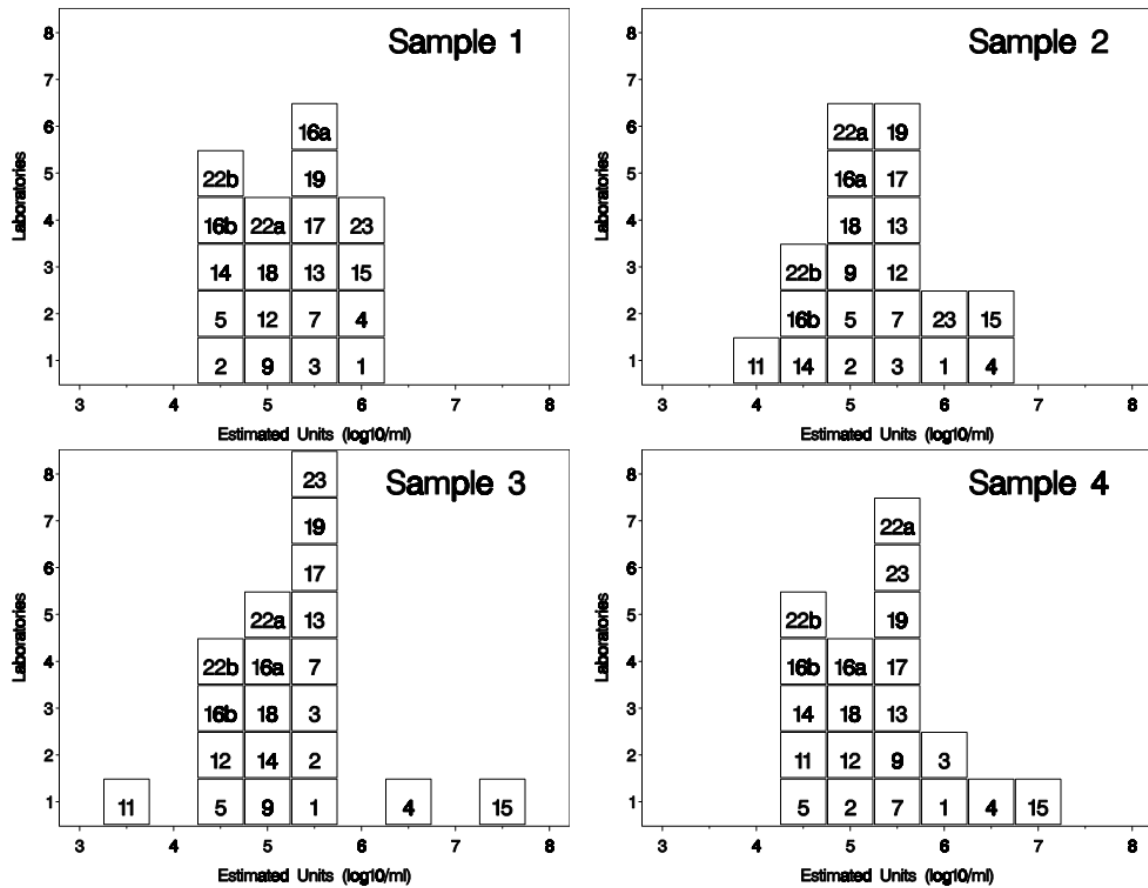 Sample 1
8
7
6
5
4
3
2
1
Laboratories
16a
22b 19
16b 22a 17 23
14 18 13 15
5 12 7 4
2 9 3 1
3 4 5 6 7 8
Estimated Units (log10/ml)
Sample 2
8
7
6
5
4
3
2
1
Laboratories
22a 19
16a 17
18 13
22b 9 12
16b 5 7 23 15
11 14 2 3 1 4
3 4 5 6 7 8
Estimated Units (log10/ml)
Sample 3
8
7
6
5
4
3
2
1
Laboratories
23
19
17
22a 13
22b 16a 7
16b 18 3
12 14 2
11 5 9 1 4 15
3 4 5 6 7 8
Estimated Units (log10/ml)
Sample 4
8
7
6
5
4
3
2
1
Laboratories
22a
23
22b 19
16b 16a 17
14 18 13
11 12 9 3
5 2 7 1 4 15
3 4 5 6 7 8
Estimated Units (log10/ml)